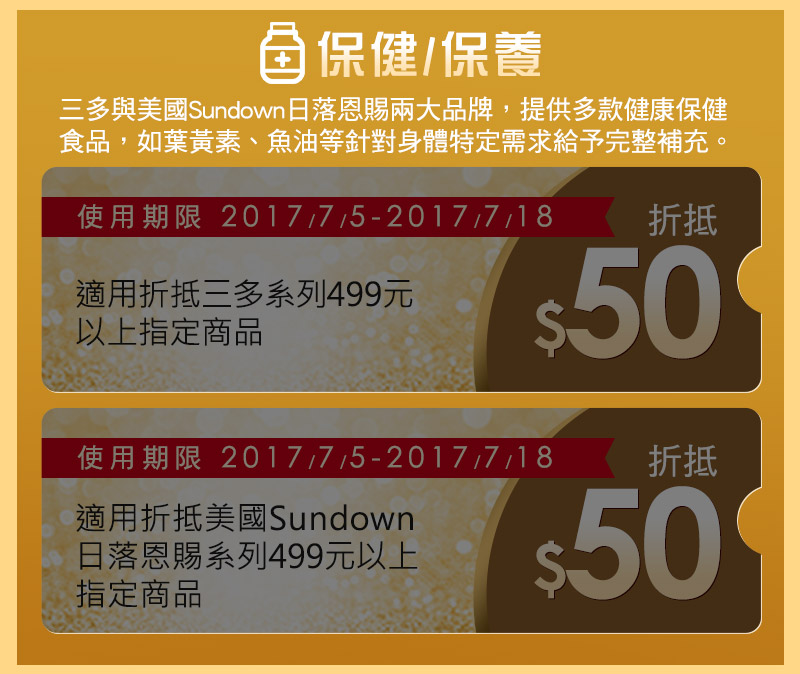 保健/保養
三多與美國Sundown日落恩賜兩大品牌，提供多款健康保健
食品，如葉黃素、魚油等針對身體特定需求給予完整補充。
使用期限 2017/7/5-2017/7/18
折抵
$50
適用折抵三多系列499元
以上指定商品
使用期限 2017/7/5-2017/7/18
折抵
$50
適用折抵美國Sundown
日落恩賜系列499元以上
指定商品